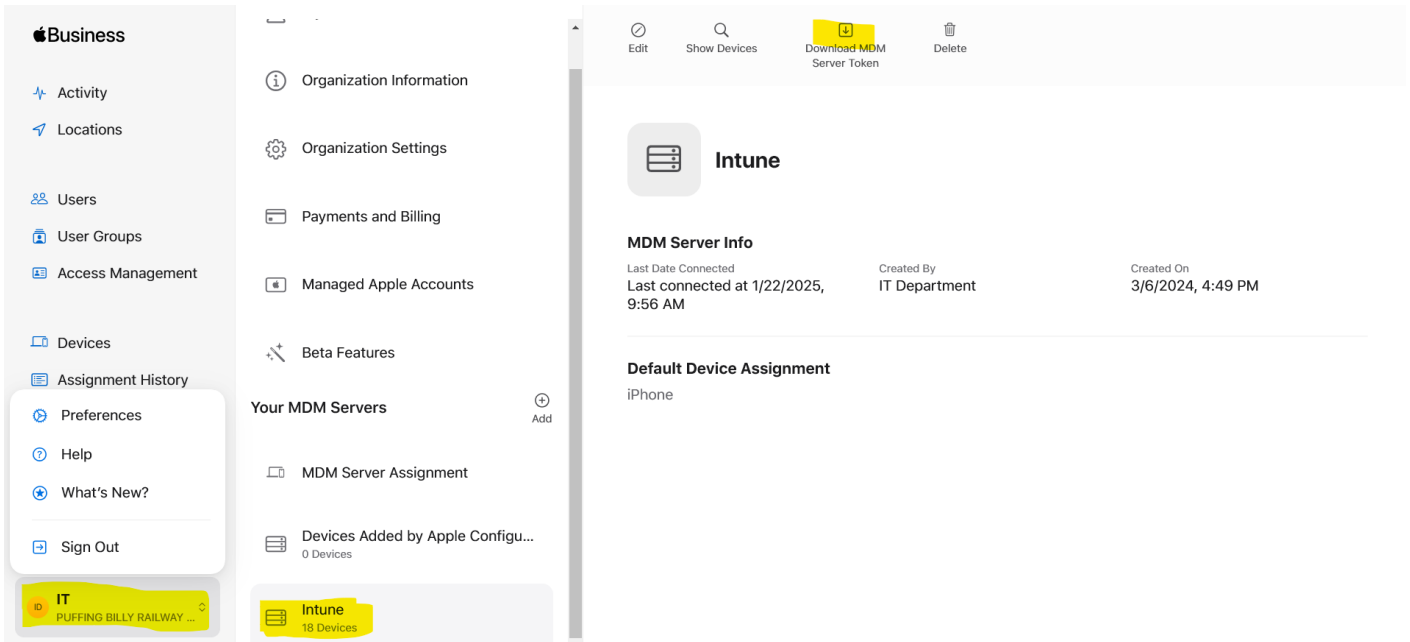 Business
Activity
Locations
Users
User Groups
Access Management
Devices
Assignment History
Preferences
Help
What's New?
Sign Out
ID
IT
PUFFING BILLY RAILWAY ...
Organization Information
Organization Settings
Payments and Billing
Managed Apple Accounts
Beta Features
Your MDM Servers
Add
MDM Server Assignment
Devices Added by Apple Configu...
0 Devices
Intune
18 Devices
Edit
Show Devices
Download MDM
Server Token
Delete
Intune
MDM Server Info
Last Date Connected
Last connected at 1/22/2025,
9:56 AM
Created By
IT Department
Created On
3/6/2024, 4:49 PM
Default Device Assignment
iPhone